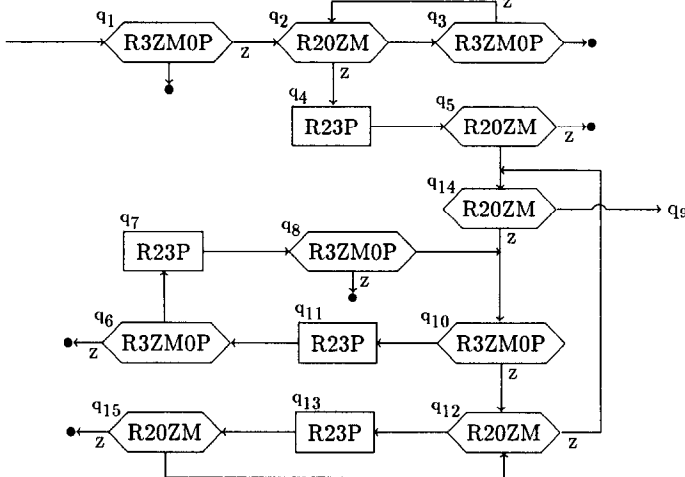 z
q1 q2 q3
R3ZM0P z R20ZM R3ZM0P
z
q4 q5
R23P R20ZM z
q14
R20ZM q9
q7 q8 z
R23P R3ZM0P
z
q6 q11 q10
z R3ZM0P R23P R3ZM0P
z
q15 q13 q12
z R20ZM R23P R20ZM z